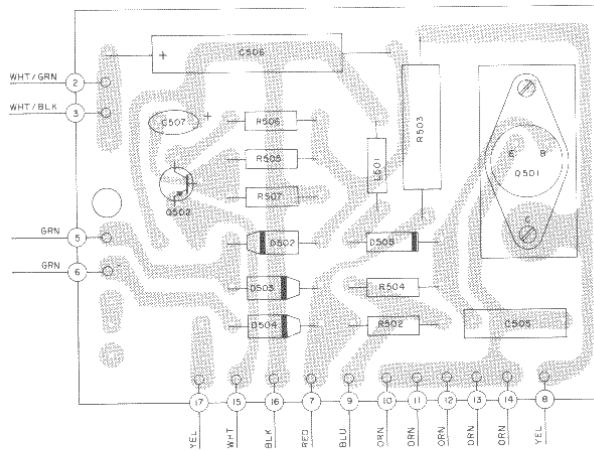 + C506
WHT/GRN 2
WHT/BLK 3
C507 +
R506
R503
R505
L501
E B
Q501
R507
Q502
C
GRN 5
D502
D505
GRN 6
D503
R504
D504
R502
C505
17 15 16 7 9 10 11 12 13 14 8
YEL WHT BLK RED BLU ORN ORN ORN ORN ORN YEL